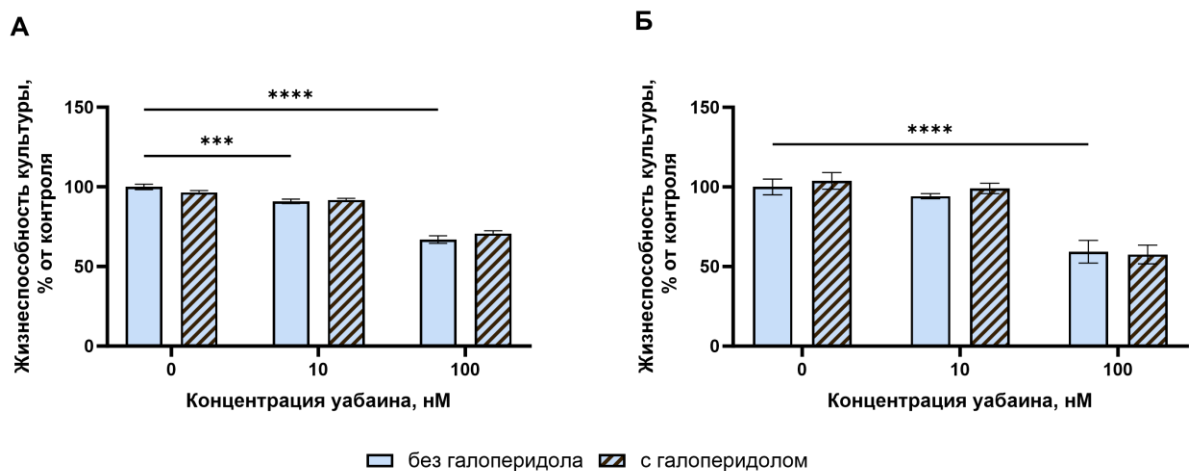 А
Жизнеспособность культуры,
% от контроля
150
100
50
0
****
***
0
10
100
Концентрация уабаина, нМ
Б
Жизнеспособность культуры,
% от контроля
150
100
50
0
****
0
10
100
Концентрация уабаина, нМ
без галоперидола
с галоперидолом